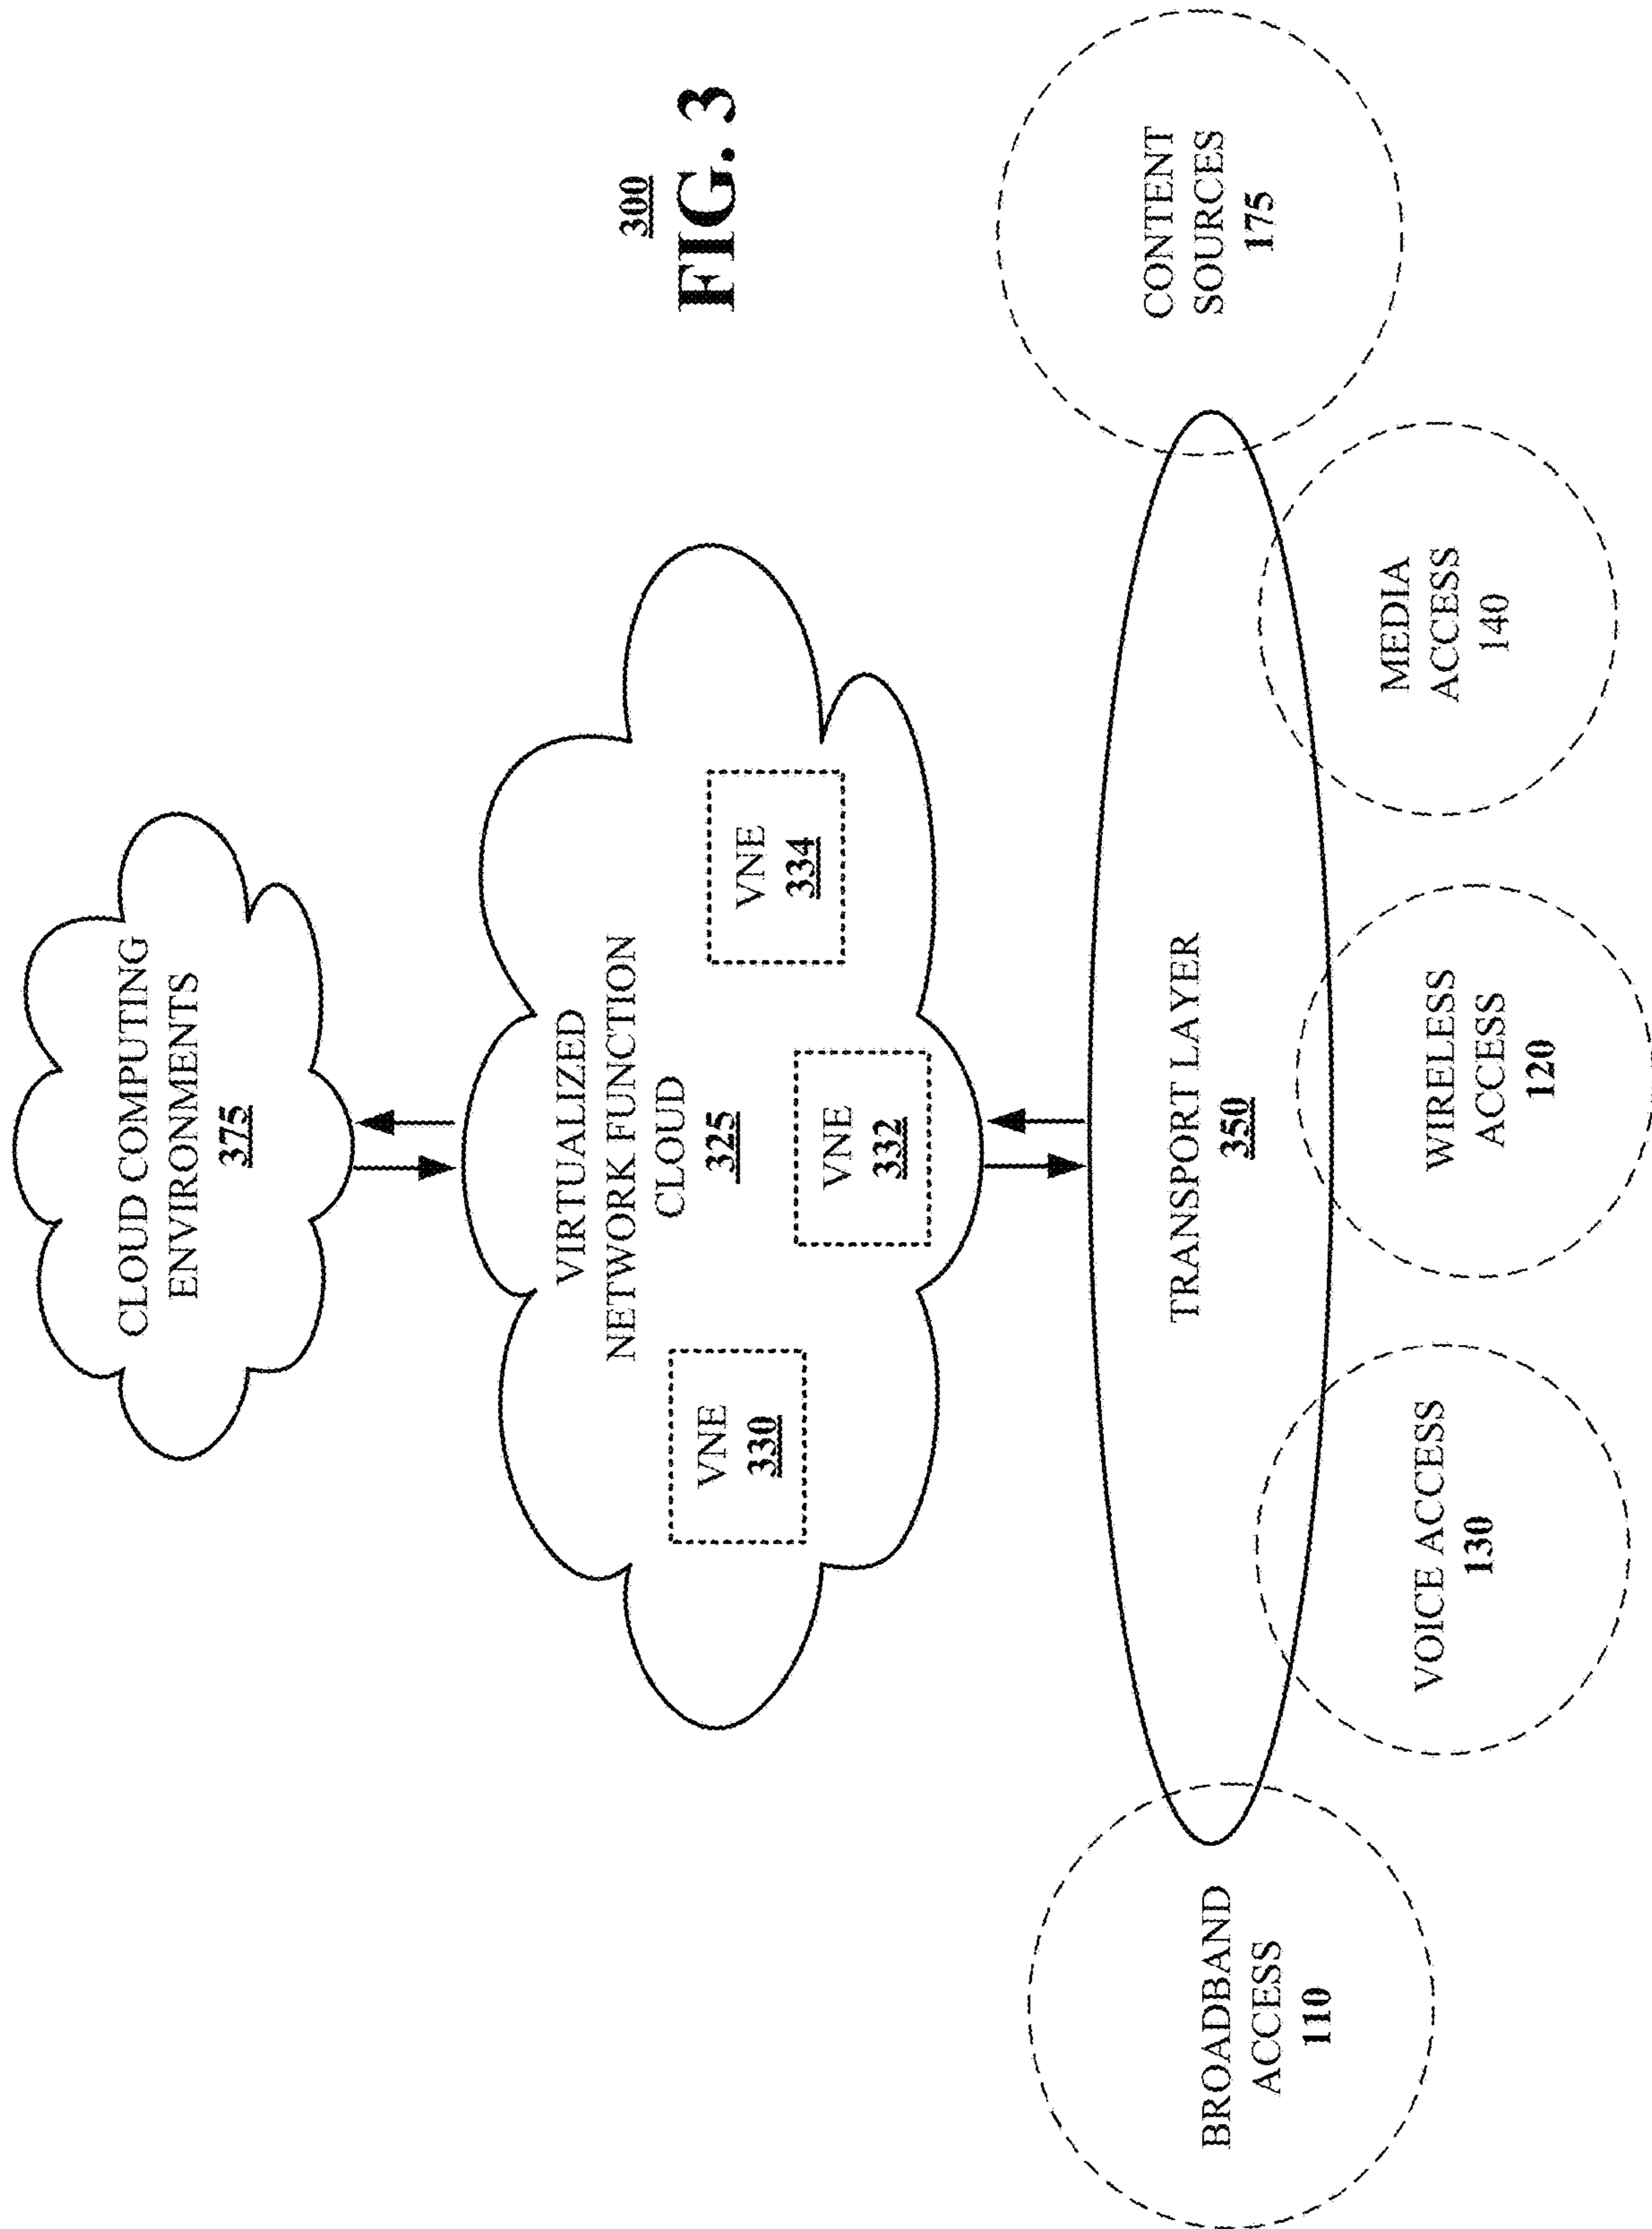 CLOUD COMPUTING
ENVIRONMENTS
375
VIRTUALIZED
NETWORK FUNCTION
CLOUD
325
VNE
330
VNE
332
VNE
334
300
FIG. 3
TRANSPORT LAYER
350
BROADBAND
ACCESS
110
VOICE ACCESS
130
WIRELESS
ACCESS
120
MEDIA
ACCESS
140
CONTENT
SOURCES
175